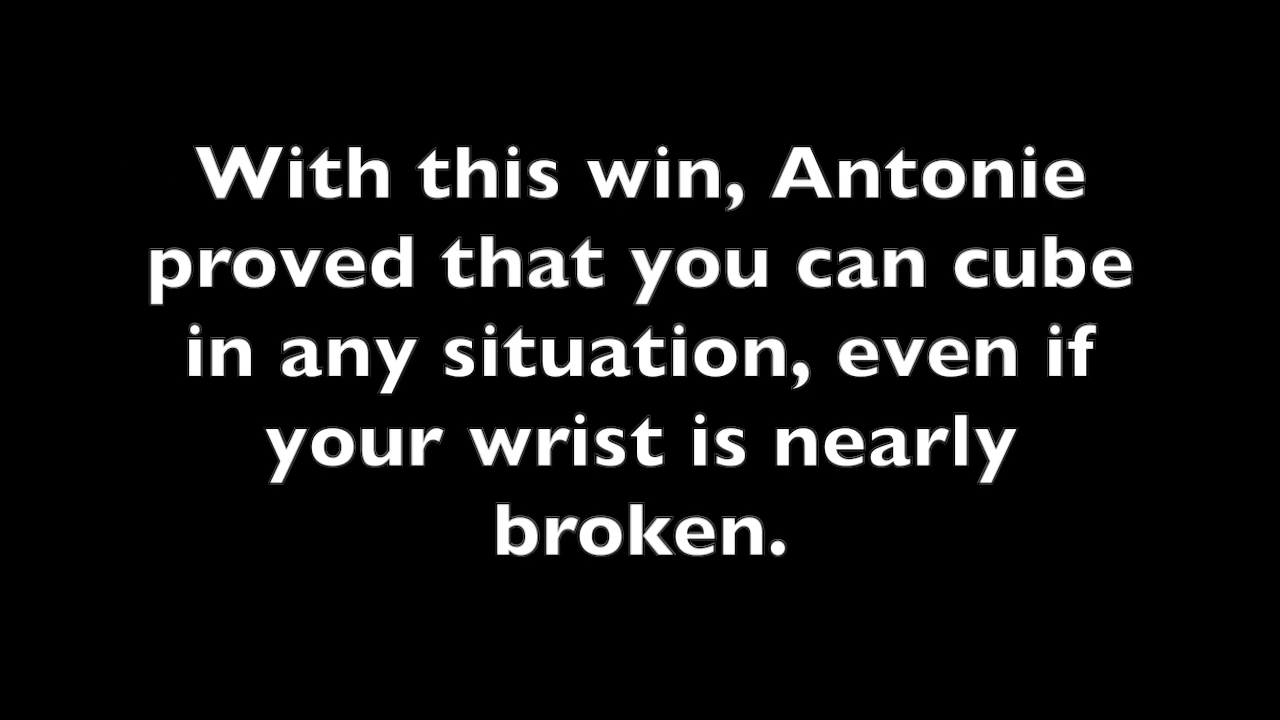 With this win, Antonie
proved that you can cube
in any situation, even if
your wrist is nearly
broken.